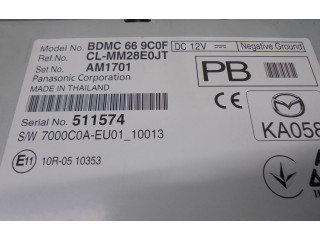 Model No. BDMC 66 9C0F DC 12V Negative Ground
Ref.No. CL-MM28E0JT
Set No. AM1701
Panasonic Corporation
PB
MADE IN THAILAND
Serial No. 511574
KA058
S/W 7000C0A-EU01_10013
E11 10R-05 10353